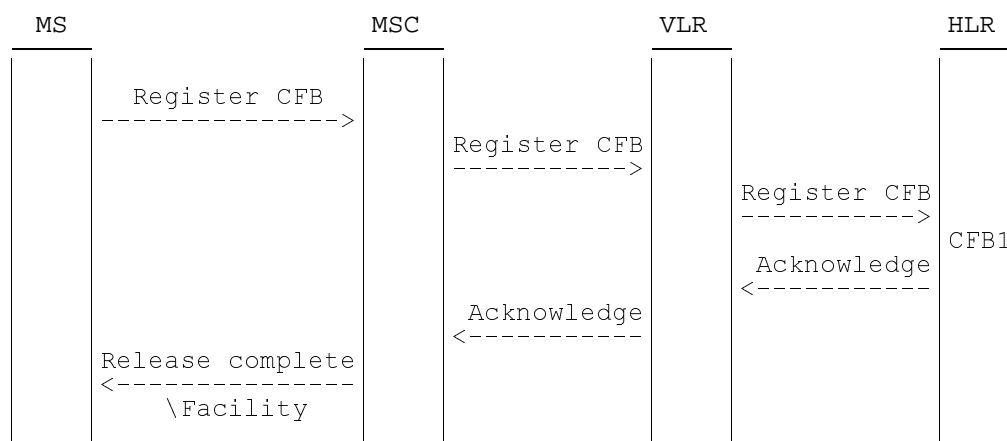 MS MSC VLR HLR
Register CFB
Register CFB
Register CFB
CFB1
Acknowledge
Acknowledge
Release complete
\Facility